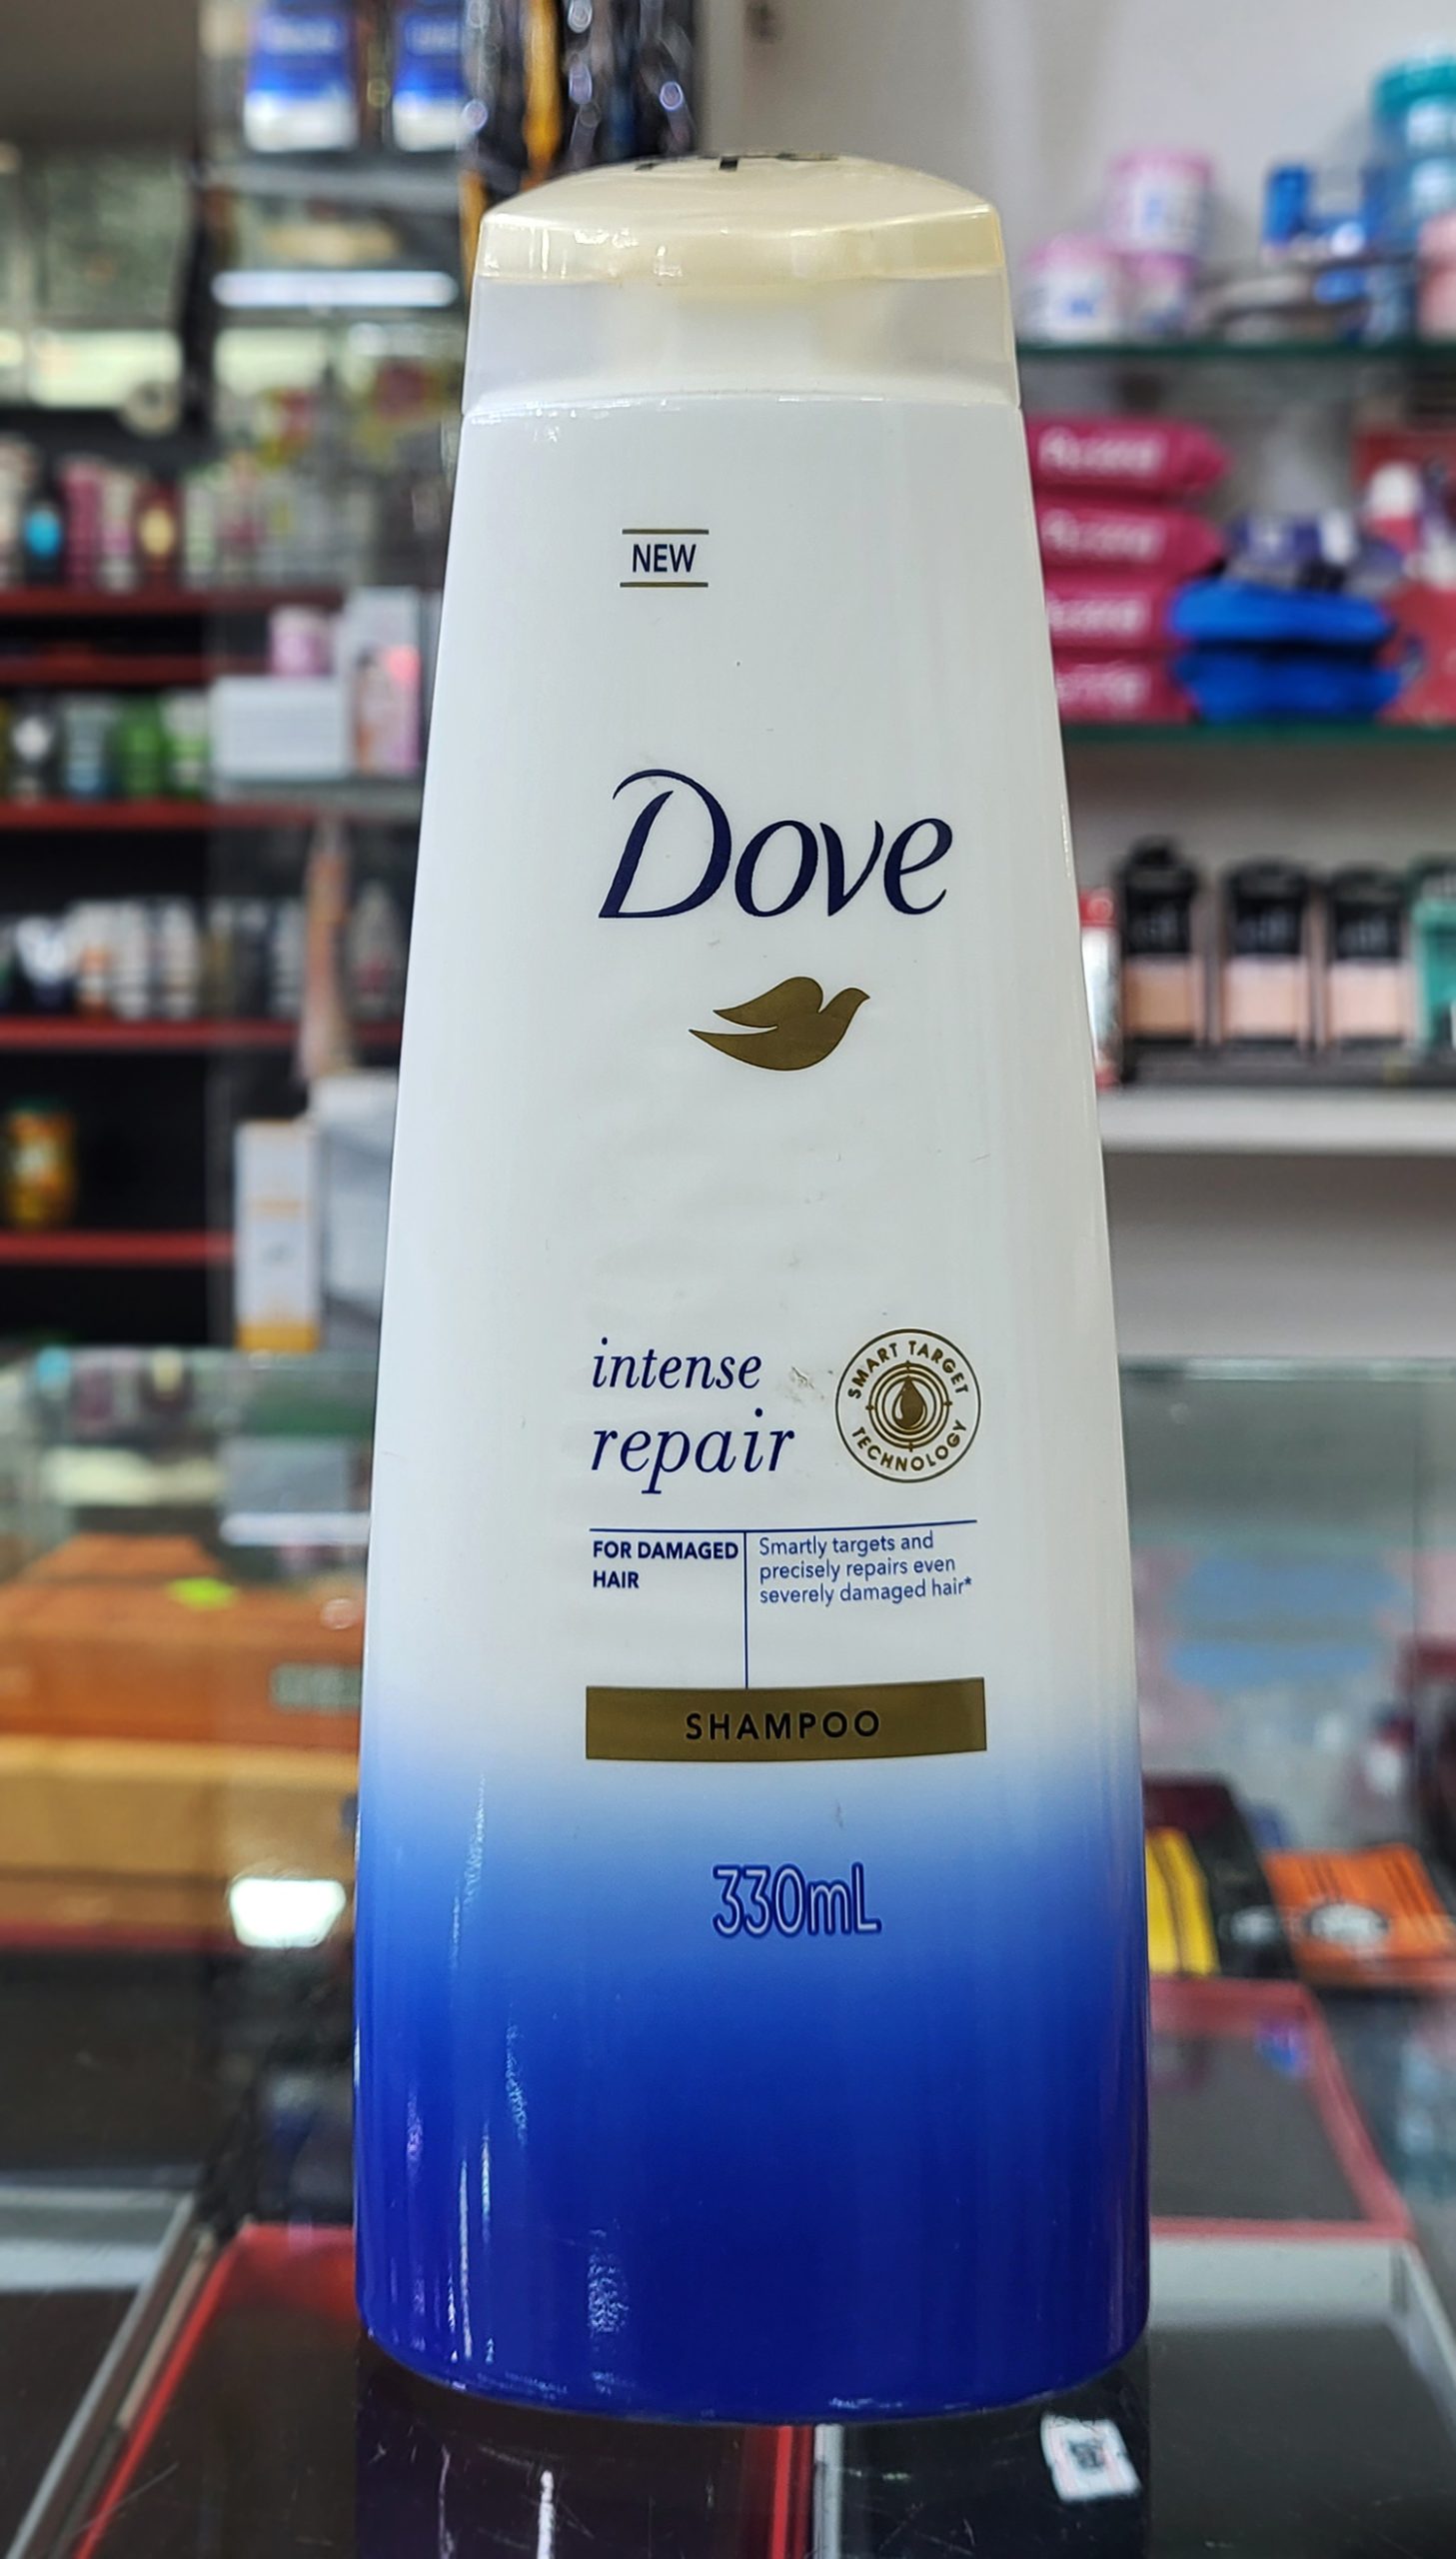 NEW
Dove
intense
repair
SMART TARGET
TECHNOLOGY
FOR DAMAGED
HAIR
Smartly targets and
precisely repairs even
severely damaged hair*
SHAMPOO
330mL